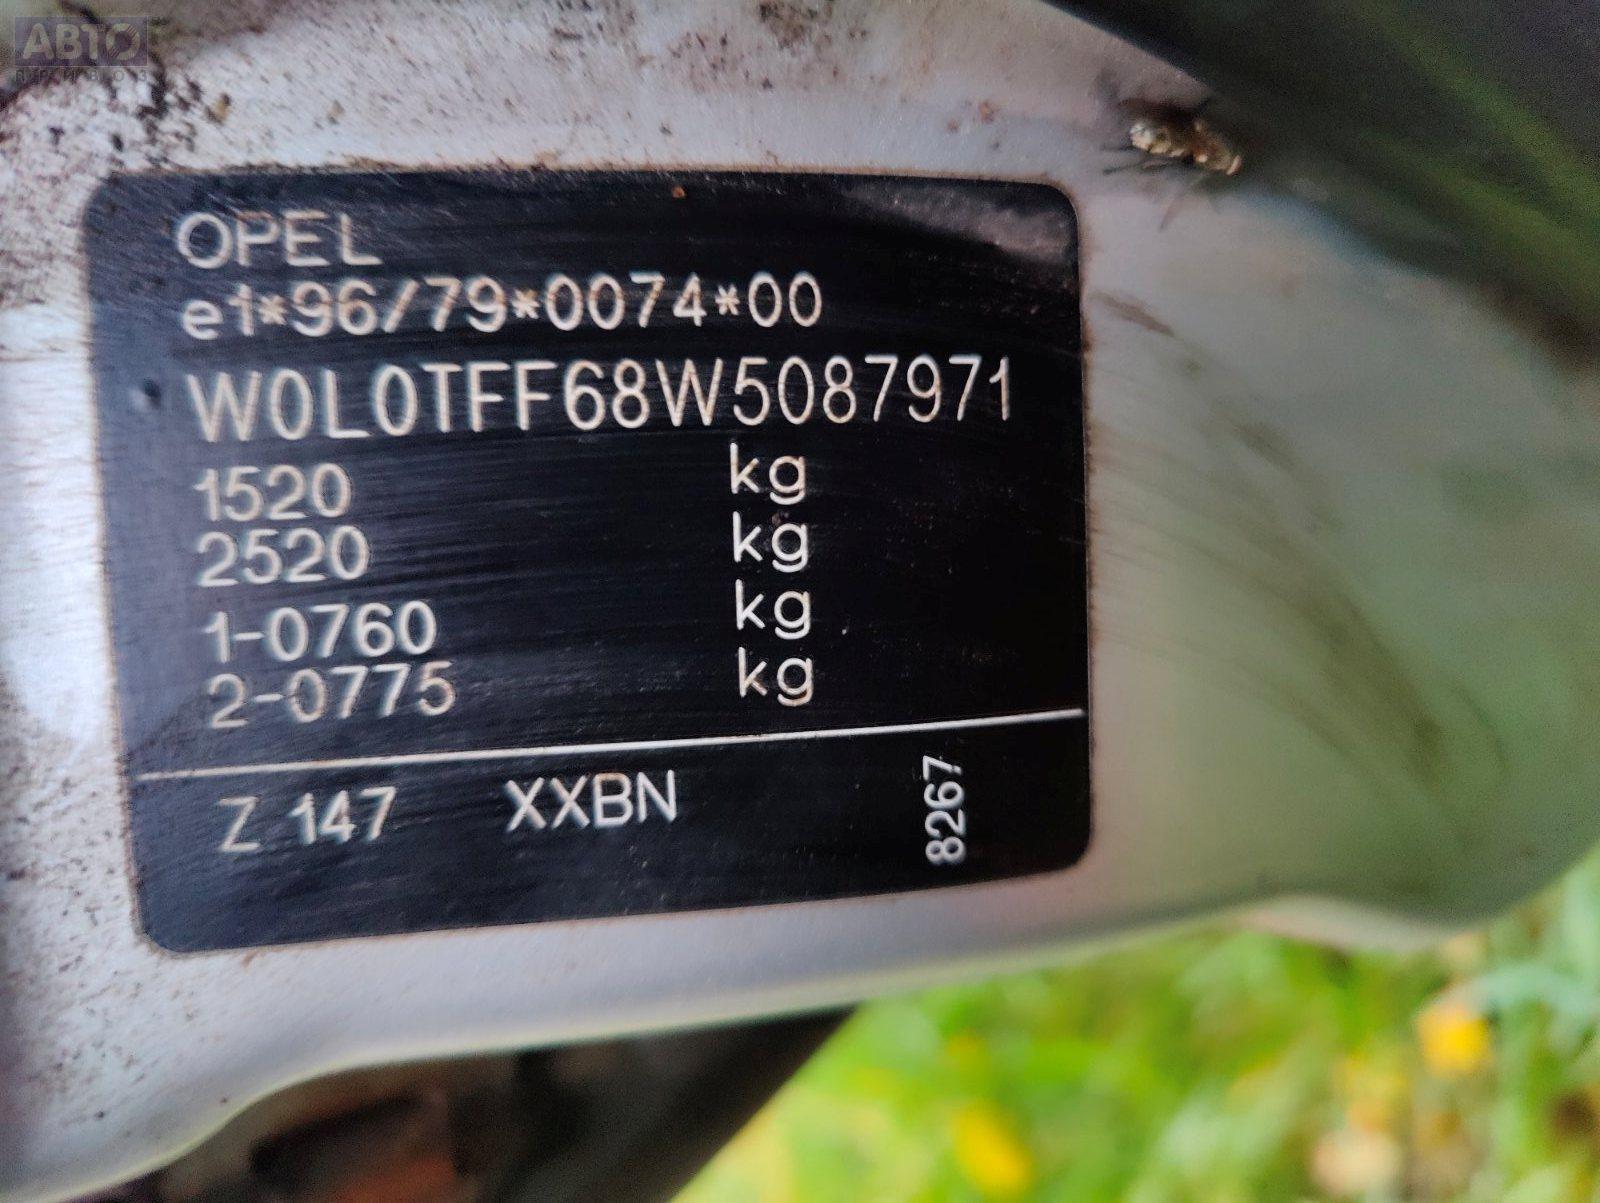 АВТО
OPEL
e1*96/79*0074*00
W0L0TFF68W5087971
1520 kg
2520 kg
1-0760 kg
2-0775 kg
Z 147 XXBN 8267